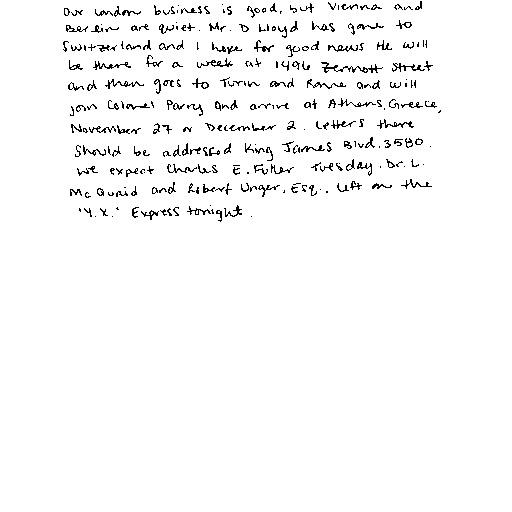 Our London business is good, but Vienna and
Berlin are quiet. Mr. D Lloyd has gone to
Switzerland and I hope for good news He will
be there for a week at 1496 Zermott Street
and then goes to Turin and Rome and will
join Colonel Parry and arrive at Athens, Greece,
November 27 or December 2. Letters there
Should be addressed King James Blvd. 3580.
We expect Charles E. Fuller Tuesday. Dr. L.
McQuaid and Robert Unger, Esq., left on the
"Y.X." Express tonight.